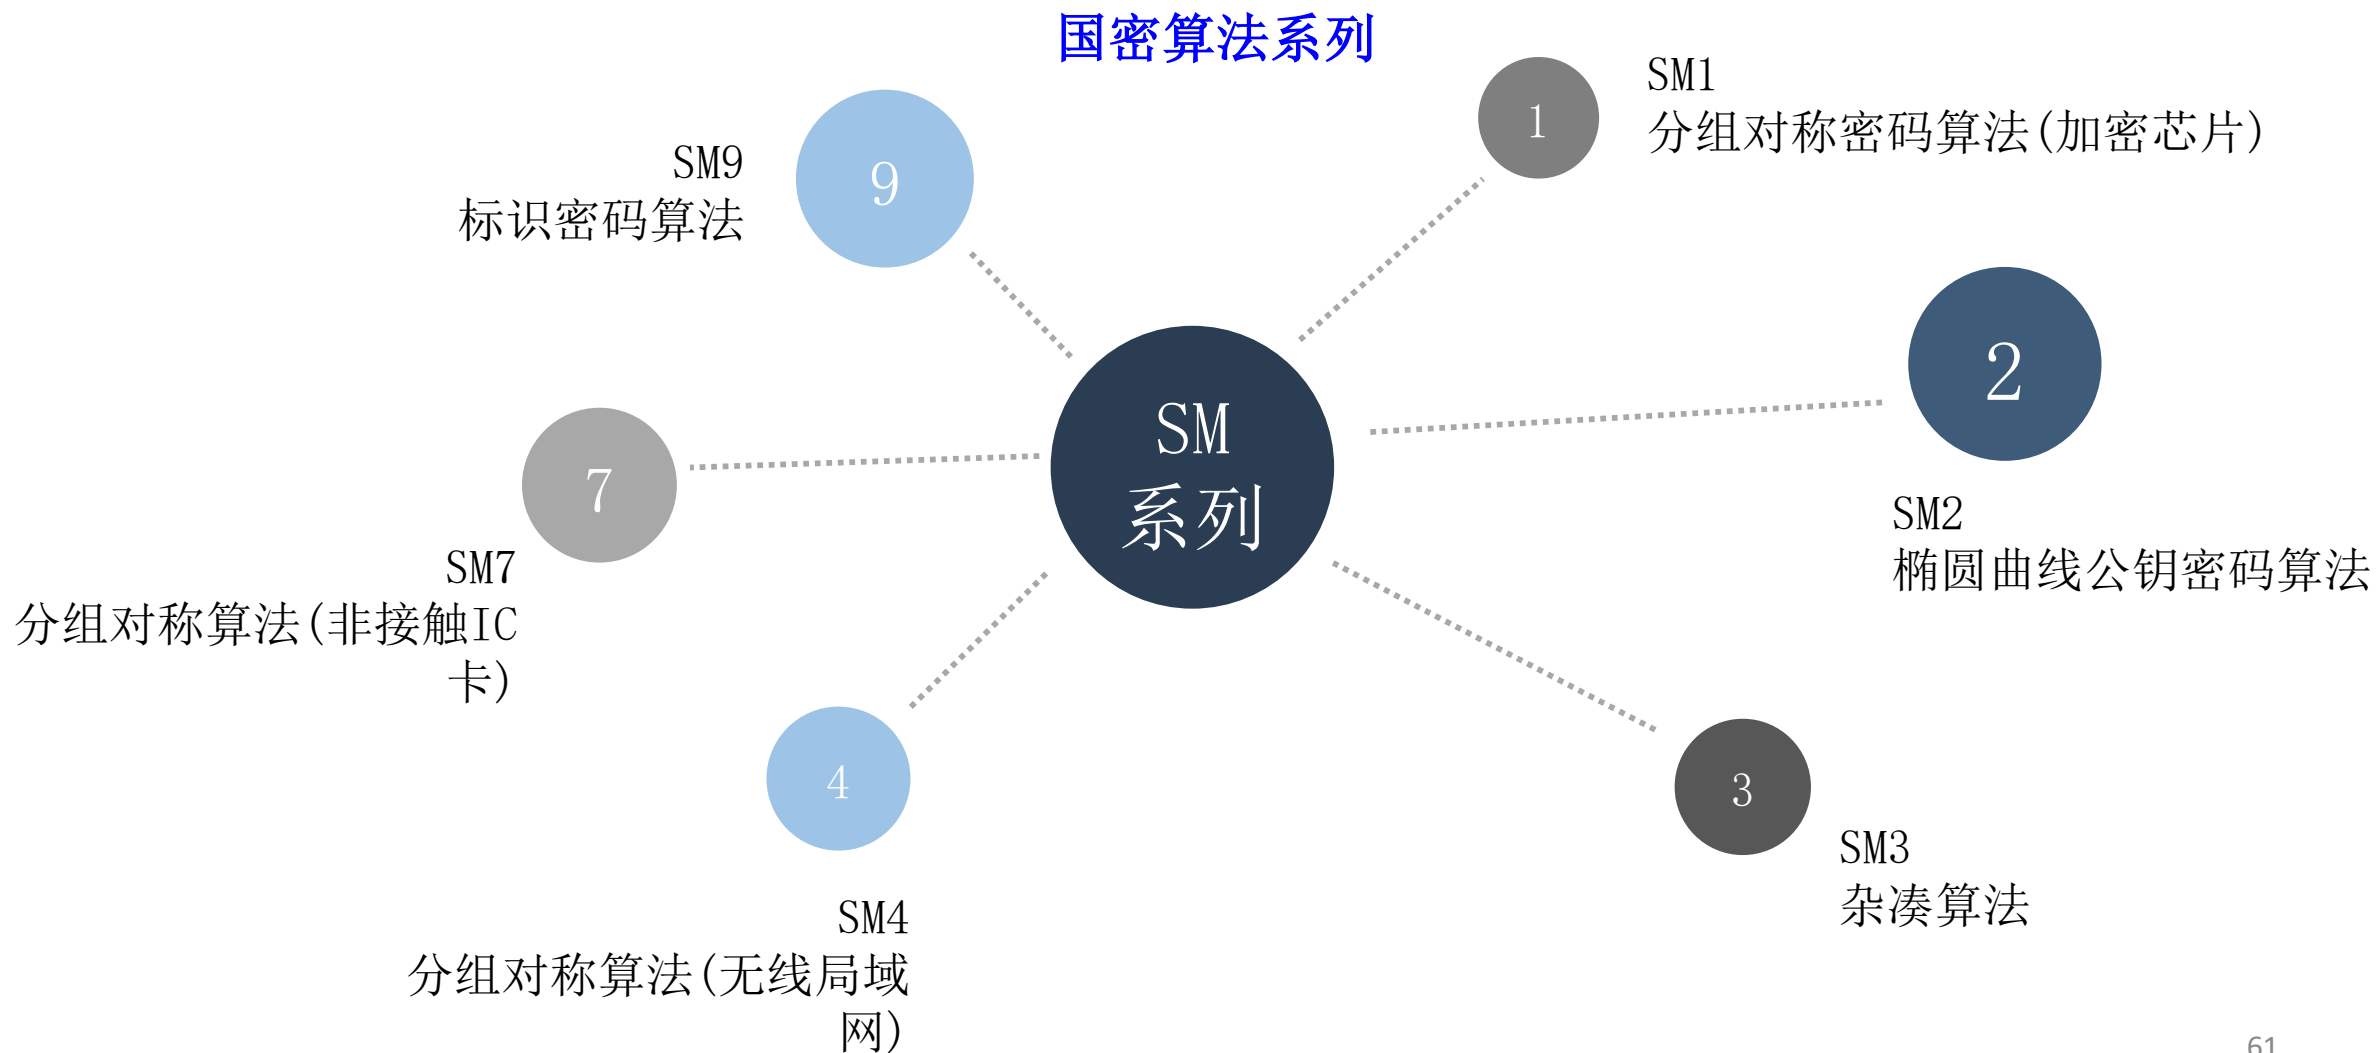 国密算法系列
1
SM1
分组对称密码算法(加密芯片)
2
SM2
椭圆曲线公钥密码算法
3
SM3
杂凑算法
4
SM4
分组对称算法(无线局域
网)
7
SM7
分组对称算法(非接触IC
卡)
9
SM9
标识密码算法
SM
系列
61